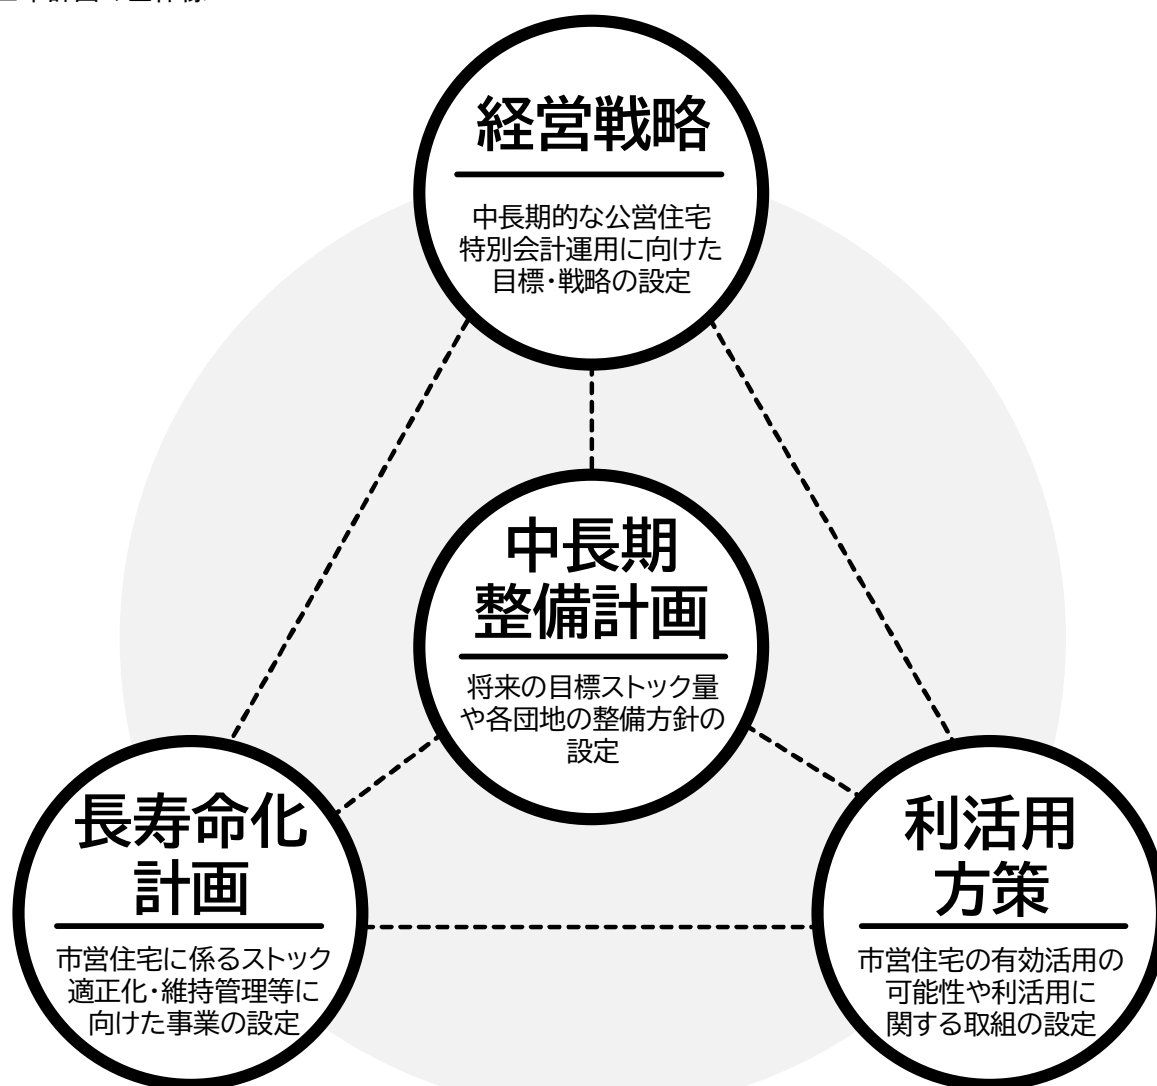 経営戦略
中長期的な公営住宅
特別会計運用に向けた
目標・戦略の設定
中長期
整備計画
将来の目標ストック量
や各団地の整備方針の
設定
長寿命化
計画
市営住宅に係るストック
適正化・維持管理等に
向けた事業の設定
利活用
方策
市営住宅の有効活用の
可能性や利活用に
関する取組の設定